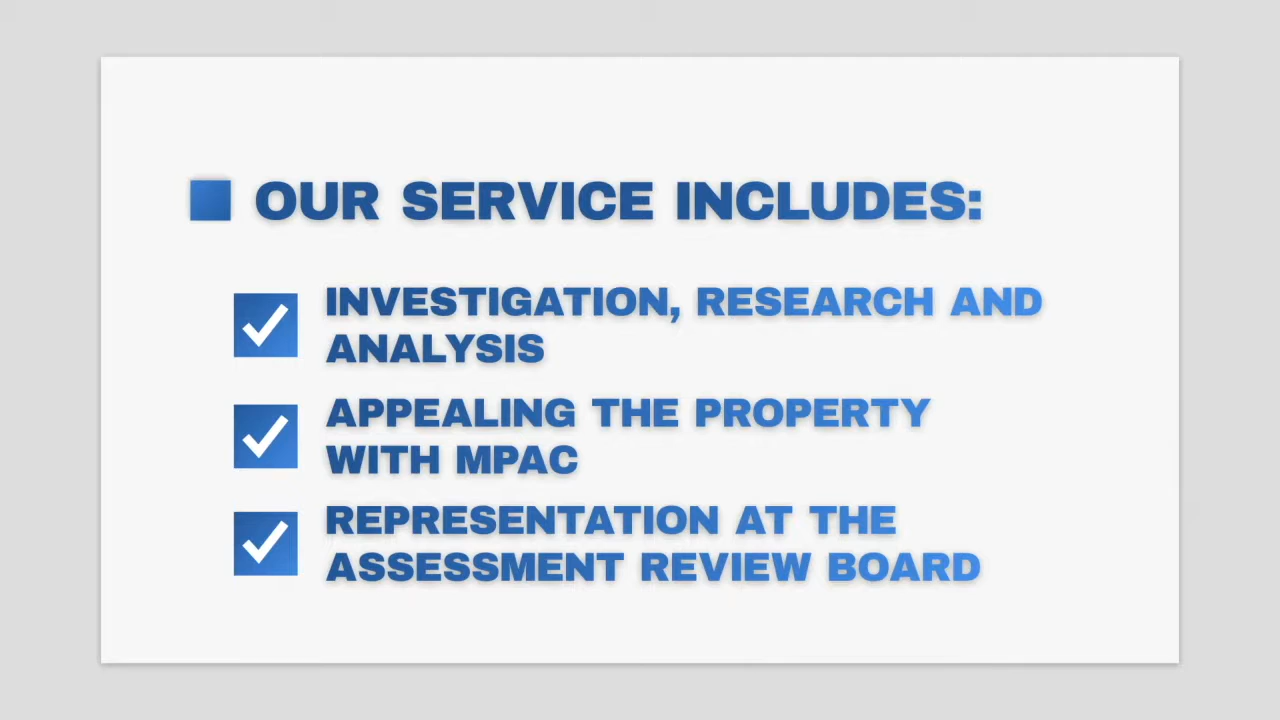 OUR SERVICE INCLUDES:
INVESTIGATION, RESEARCH AND
ANALYSIS
APPEALING THE PROPERTY
WITH MPAC
REPRESENTATION AT THE
ASSESSMENT REVIEW BOARD